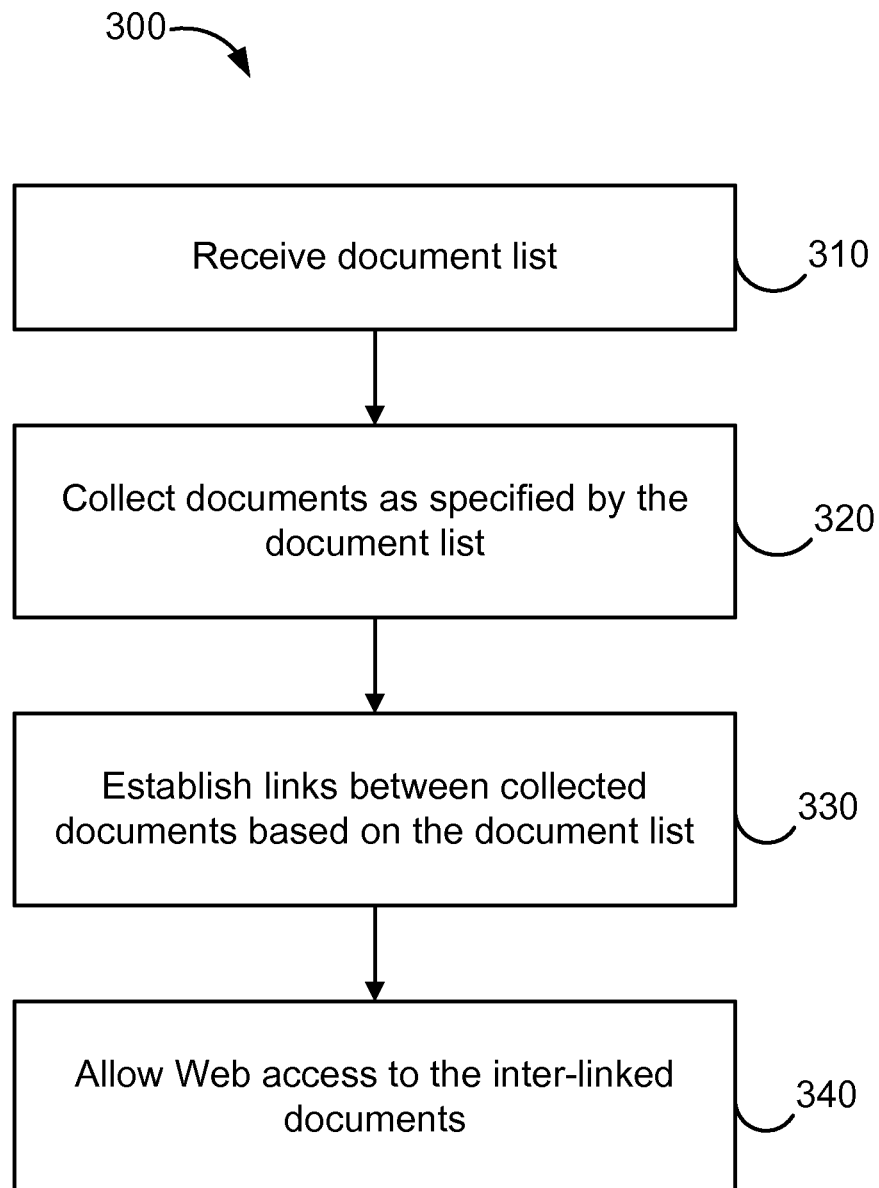 300
Receive document list
310
Collect documents as specified by the
document list
320
Establish links between collected
documents based on the document list
330
Allow Web access to the inter-linked
documents
340